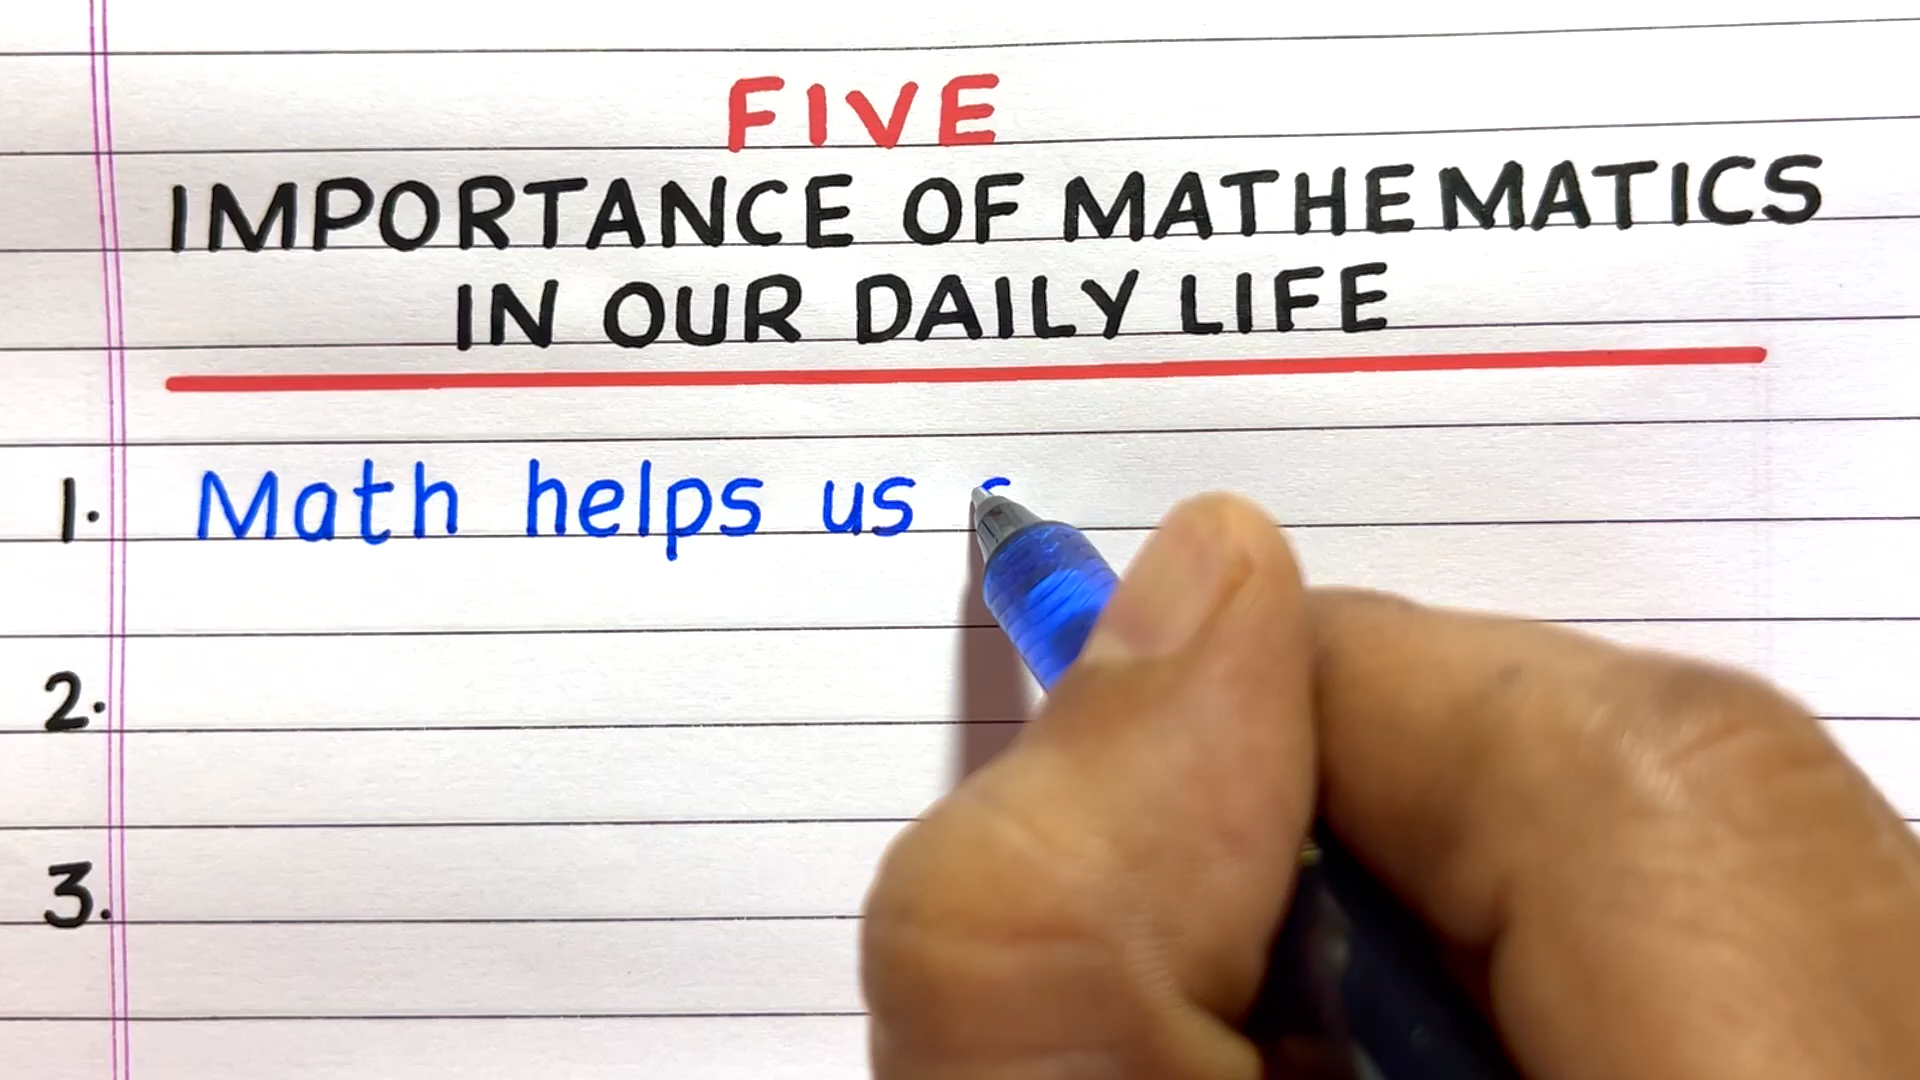 FIVE
IMPORTANCE OF MATHEMATICS
IN OUR DAILY LIFE
1. Math helps us
2.
3.